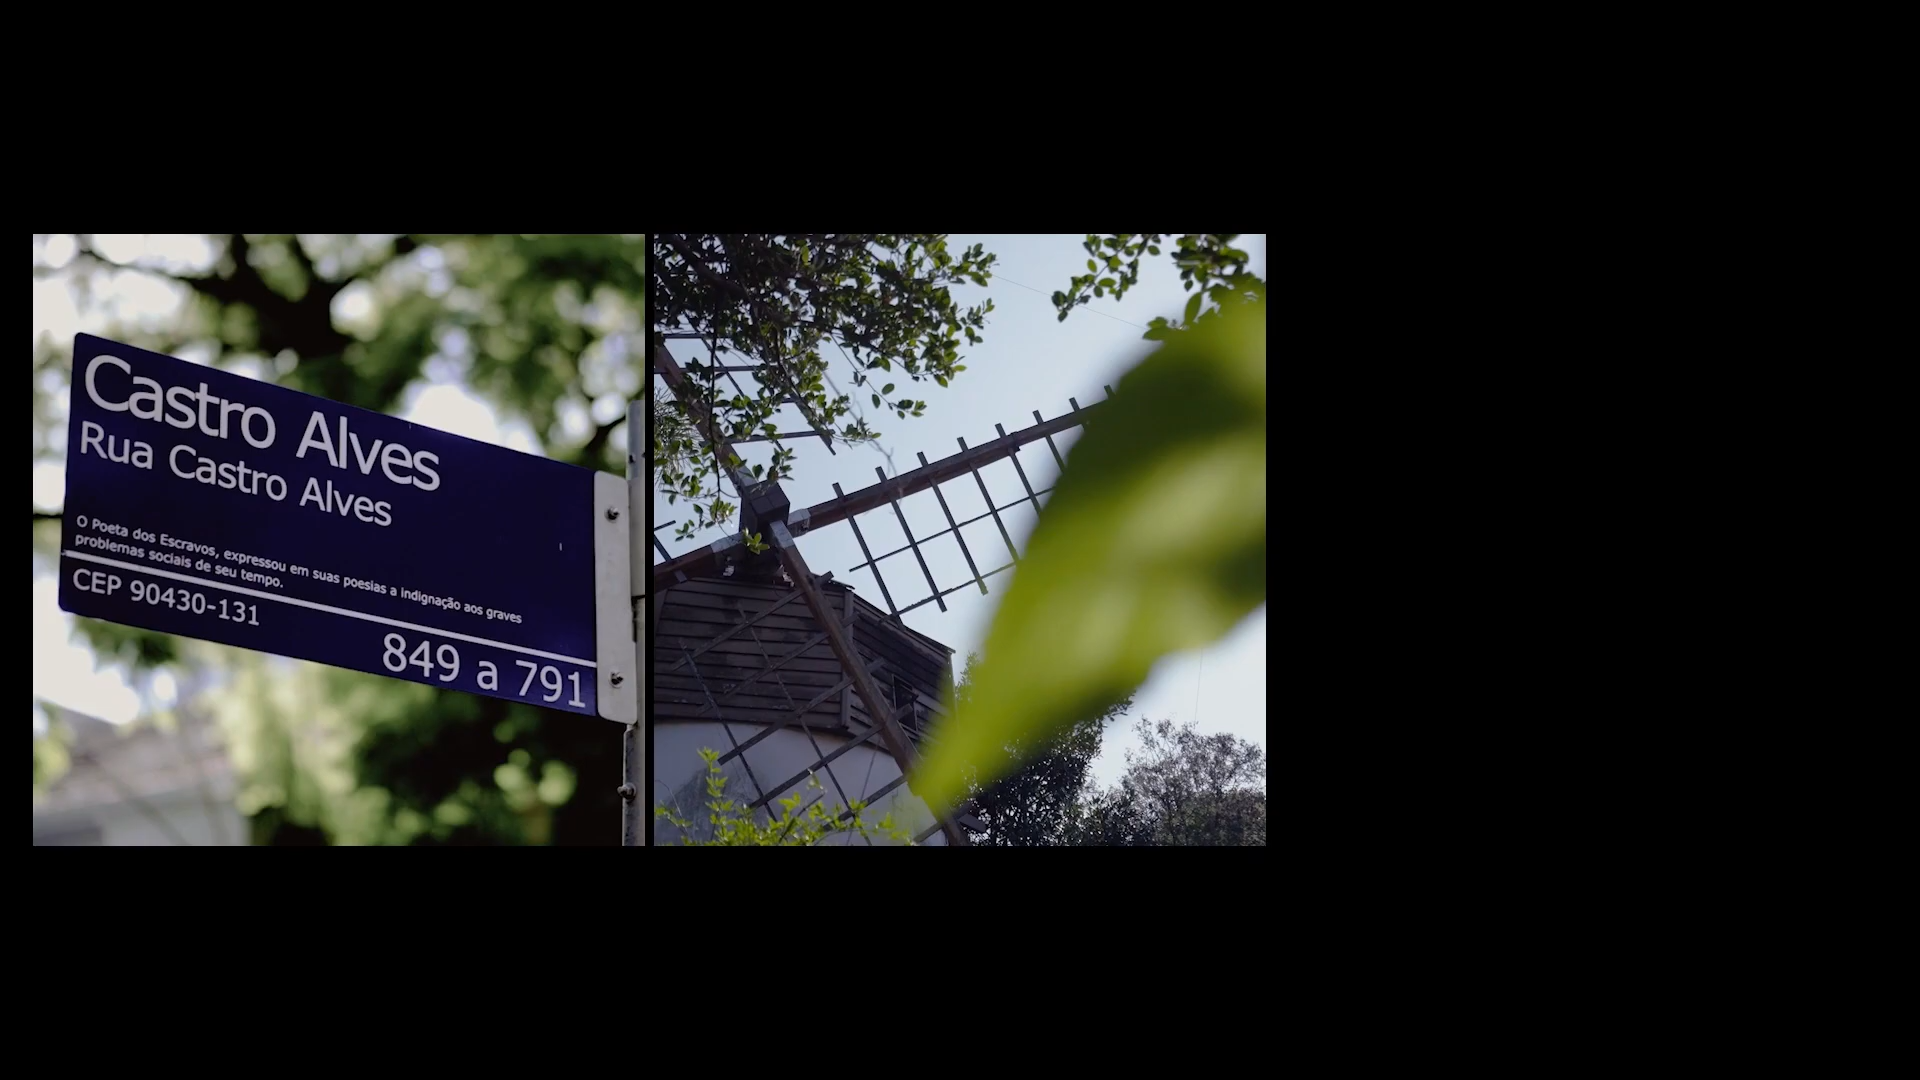 Castro Alves
Rua Castro Alves
O Poeta dos Escravos, expressou em suas poesias a indignação aos graves
problemas sociais de seu tempo.
CEP 90430-131
849 a 791